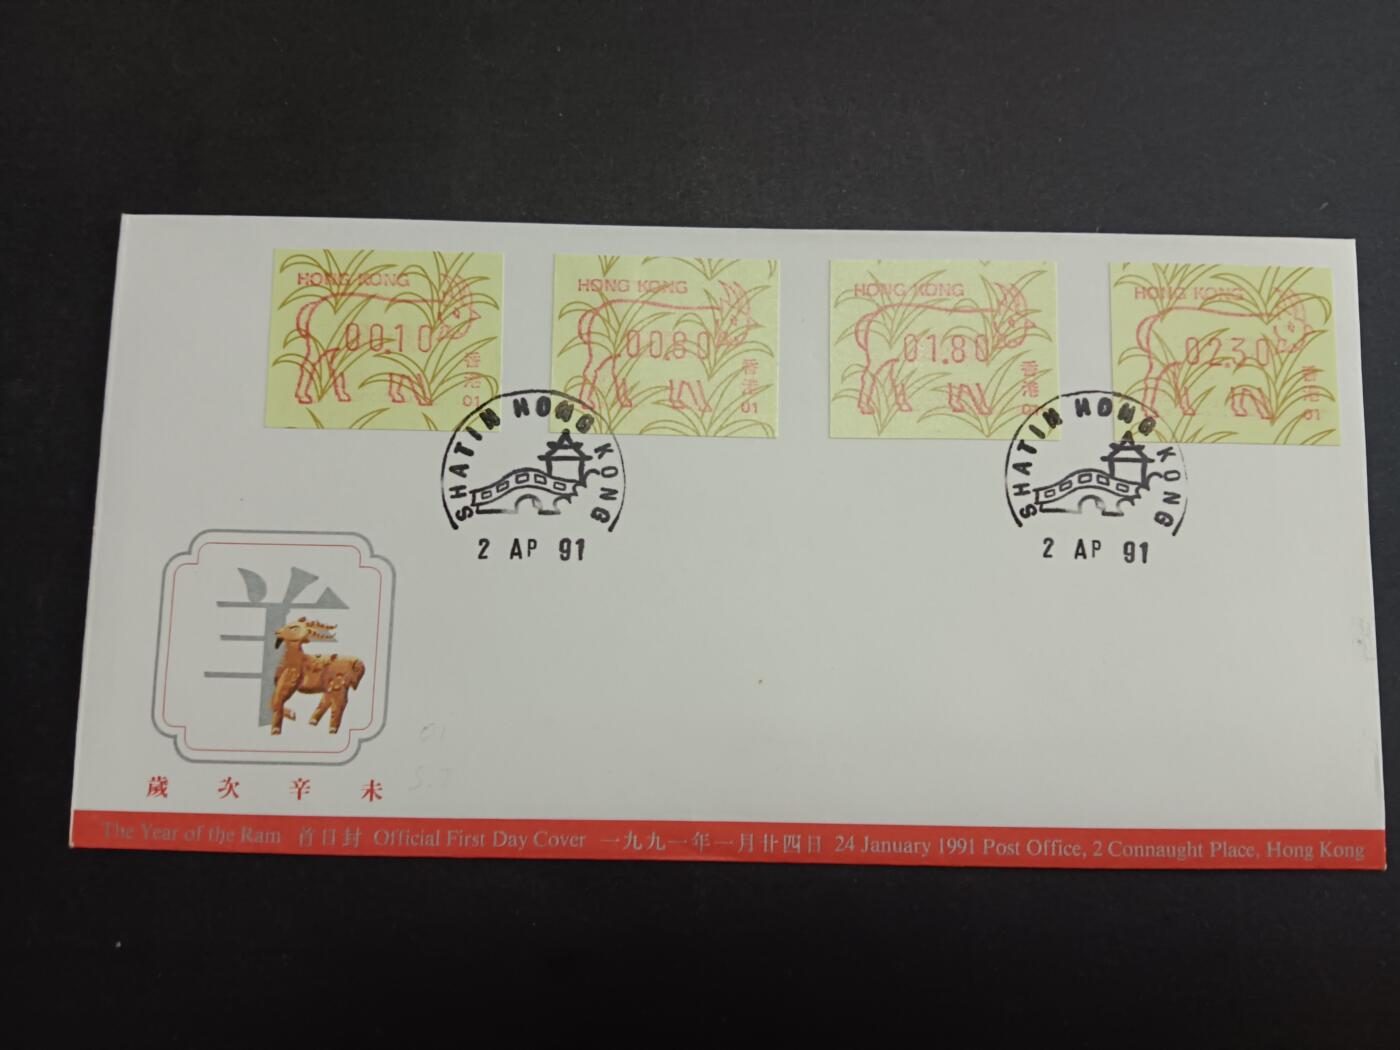 HONG KONG
00.10
香港
01
HONG KONG
00.80
香港
01
HONG KONG
01.80
香港
01
HONG KONG
02.30
香港
01
SHATIN HONG KONG
2 AP 91
SHATIN HONG KONG
2 AP 91
羊
歲次辛未
The Year of the Ram 首日封 Official First Day Cover 一九九一年一月廿四日 24 January 1991 Post Office, 2 Connaught Place, Hong Kong